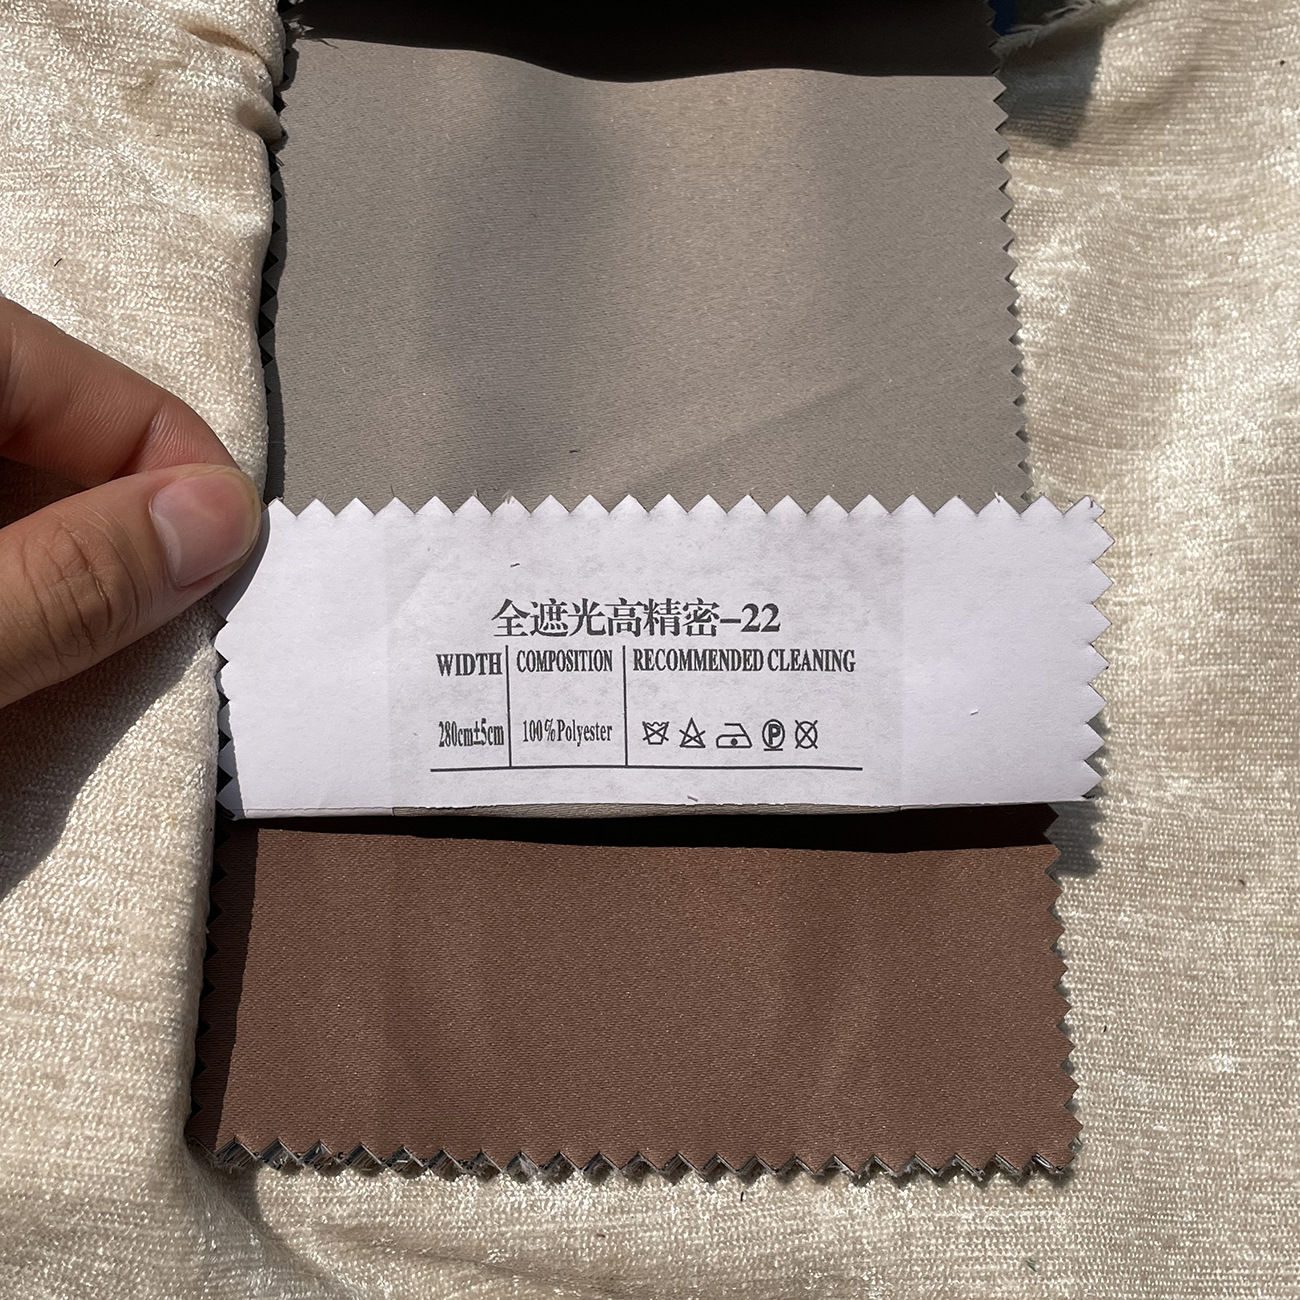 全遮光高精密-22
WIDTH COMPOSITION RECOMMENDED CLEANING
280cm±5cm 100%Polyester P